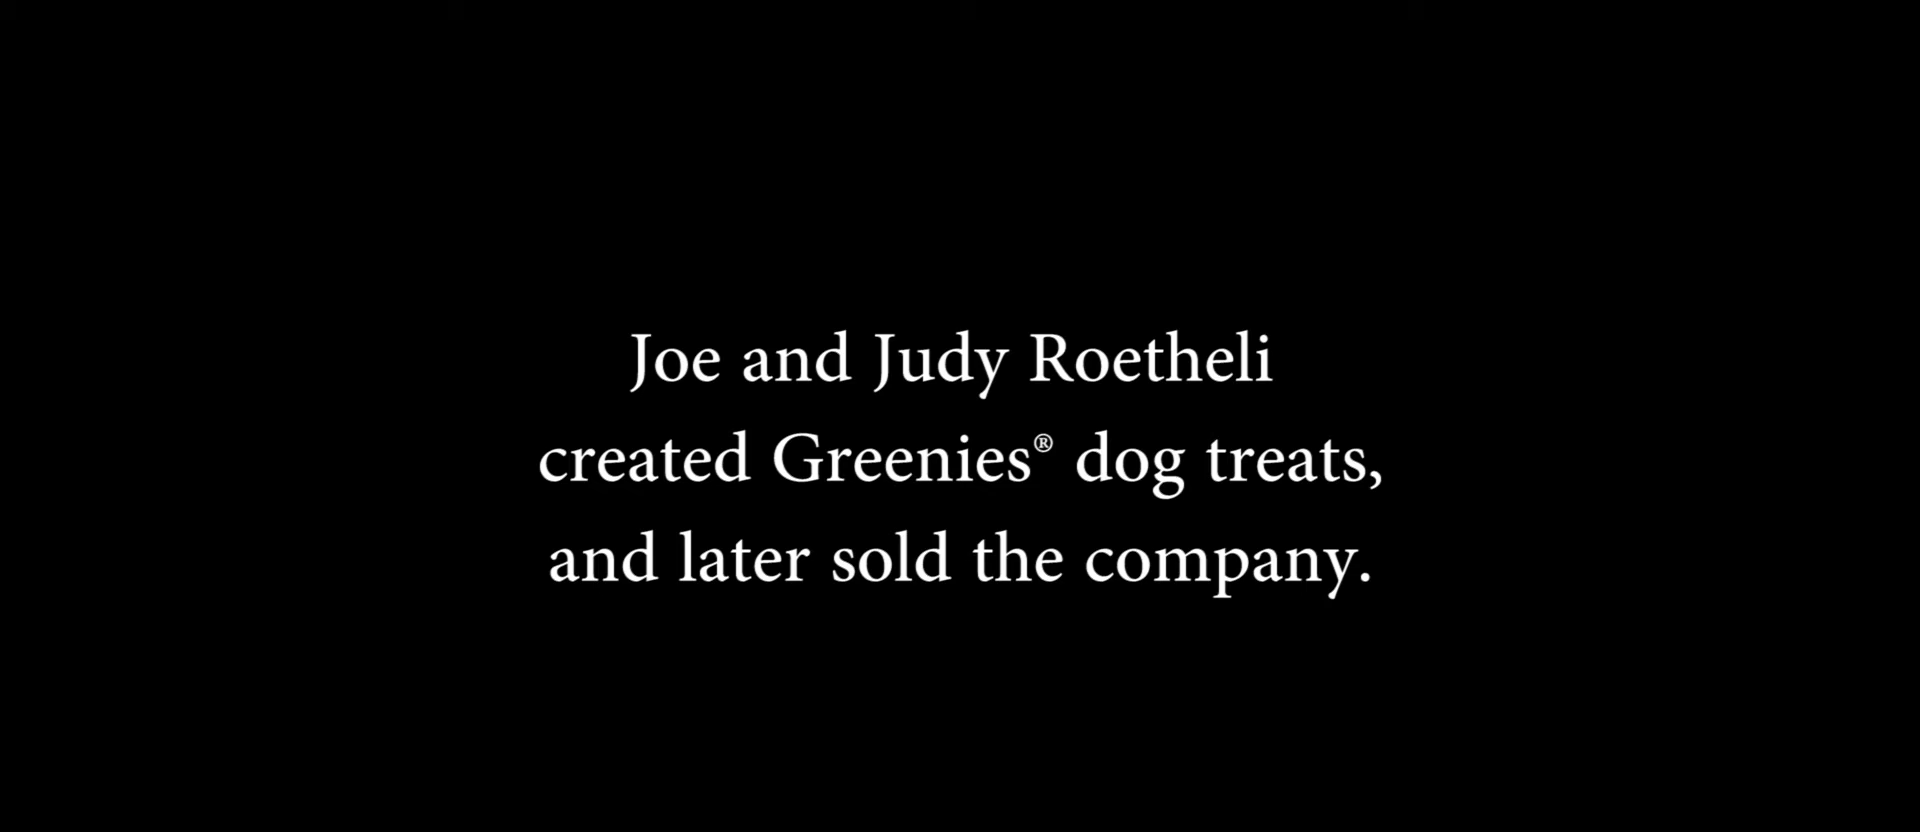 Joe and Judy Roetheli
created Greenies® dog treats,
and later sold the company.